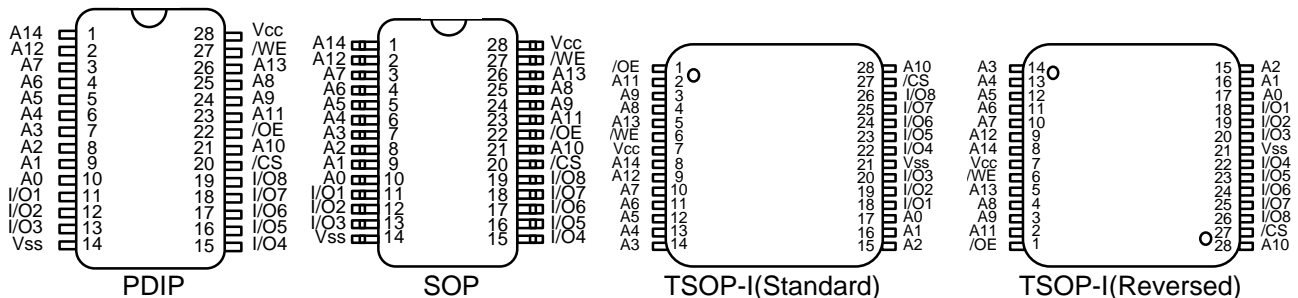 A14 1 28 Vcc
A12 2 27 /WE
A7 3 26 A13
A6 4 25 A8
A5 5 24 A9
A4 6 23 A11
A3 7 22 /OE
A2 8 21 A10
A1 9 20 /CS
A0 10 19 I/O8
I/O1 11 18 I/O7
I/O2 12 17 I/O6
I/O3 13 16 I/O5
Vss 14 15 I/O4
PDIP
A14 1 28 Vcc
A12 2 27 /WE
A7 3 26 A13
A6 4 25 A8
A5 5 24 A9
A4 6 23 A11
A3 7 22 /OE
A2 8 21 A10
A1 9 20 /CS
A0 10 19 I/O8
I/O1 11 18 I/O7
I/O2 12 17 I/O6
I/O3 13 16 I/O5
Vss 14 15 I/O4
SOP
/OE 1 28 A10
A11 2 27 /CS
A9 3 26 I/O8
A8 4 25 I/O7
A13 5 24 I/O6
/WE 6 23 I/O5
Vcc 7 22 I/O4
A14 8 21 Vss
A12 9 20 I/O3
A7 10 19 I/O2
A6 11 18 I/O1
A5 12 17 A0
A4 13 16 A1
A3 14 15 A2
TSOP-I(Standard)
A3 14 15 A2
A4 13 16 A1
A5 12 17 A0
A6 11 18 I/O1
A7 10 19 I/O2
A12 9 20 I/O3
A14 8 21 Vss
Vcc 7 22 I/O4
/WE 6 23 I/O5
A13 5 24 I/O6
A8 4 25 I/O7
A9 3 26 I/O8
A11 2 27 /CS
/OE 1 28 A10
TSOP-I(Reversed)